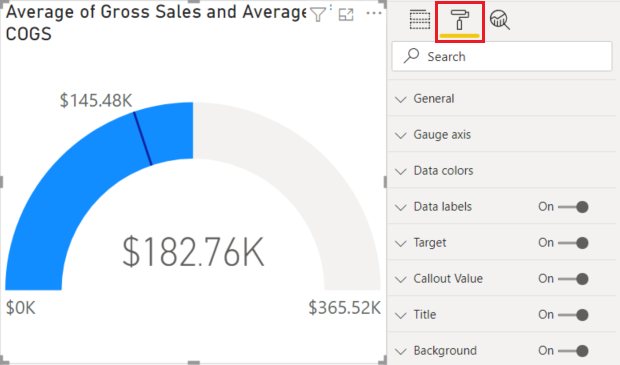 Average of Gross Sales and Average
COGS
$145.48K
$182.76K
$0K
$365.52K
Search
General
Gauge axis
Data colors
Data labels On
Target On
Callout Value On
Title On
Background On